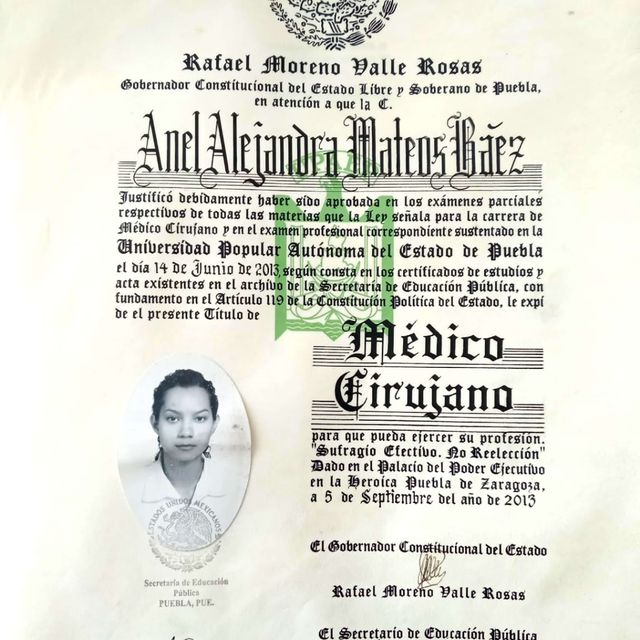 Rafael Moreno Valle Rosas
Gobernador Constitucional del Estado Libre y Soberano de Puebla,
en atención a que la C.
Anel Alejandra Mateos Báez
Justificó debidamente haber sido aprobada en los exámenes parciales
respectivos de todas las materias que la Ley señala para la carrera de
Médico Cirujano y en el examen profesional correspondiente sustentado en la
Universidad Popular Autónoma del Estado de Puebla
el día 14 de Junio de 2013, según consta en los certificados de estudios y
acta existentes en el archivo de la Secretaría de Educación Pública, con
fundamento en el Artículo 119 de la Constitución Política del Estado, le expi
de el presente Título de
Médico
Cirujano
para que pueda ejercer su profesión.
"Sufragio Efectivo. No Reelección"
Dado en el Palacio del Poder Ejecutivo
en la Heroíca Puebla de Zaragoza,
a 5 de Septiembre del año de 2013
ESTADOS UNIDOS MEXICANOS
Secretaría de Educación
Pública
PUEBLA, PUE.
El Gobernador Constitucional del Estado
Rafael Moreno Valle Rosas
El Secretario de Educación Pública